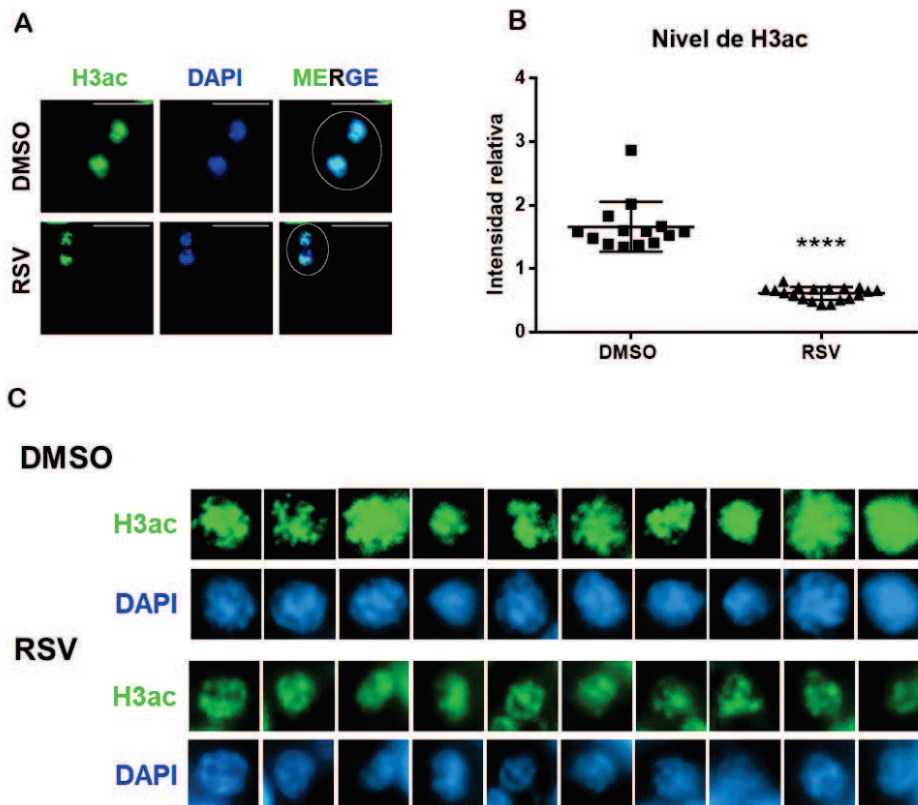 A
H3ac DAPI MERGE
DMSO
RSV
B
Nivel de H3ac
Intensidad relativa
4
3
2
1
0
****
DMSO RSV
C
DMSO
H3ac
DAPI
RSV
H3ac
DAPI